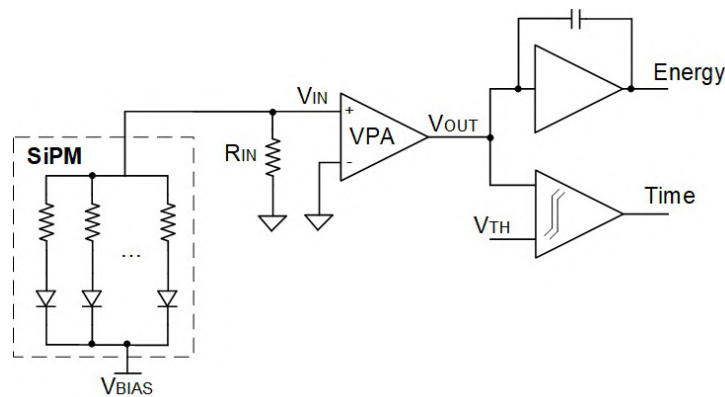 Energy
VIN
+
VPA
-
VOUT
SiPM
RIN
Time
VTH
...
VBIAS